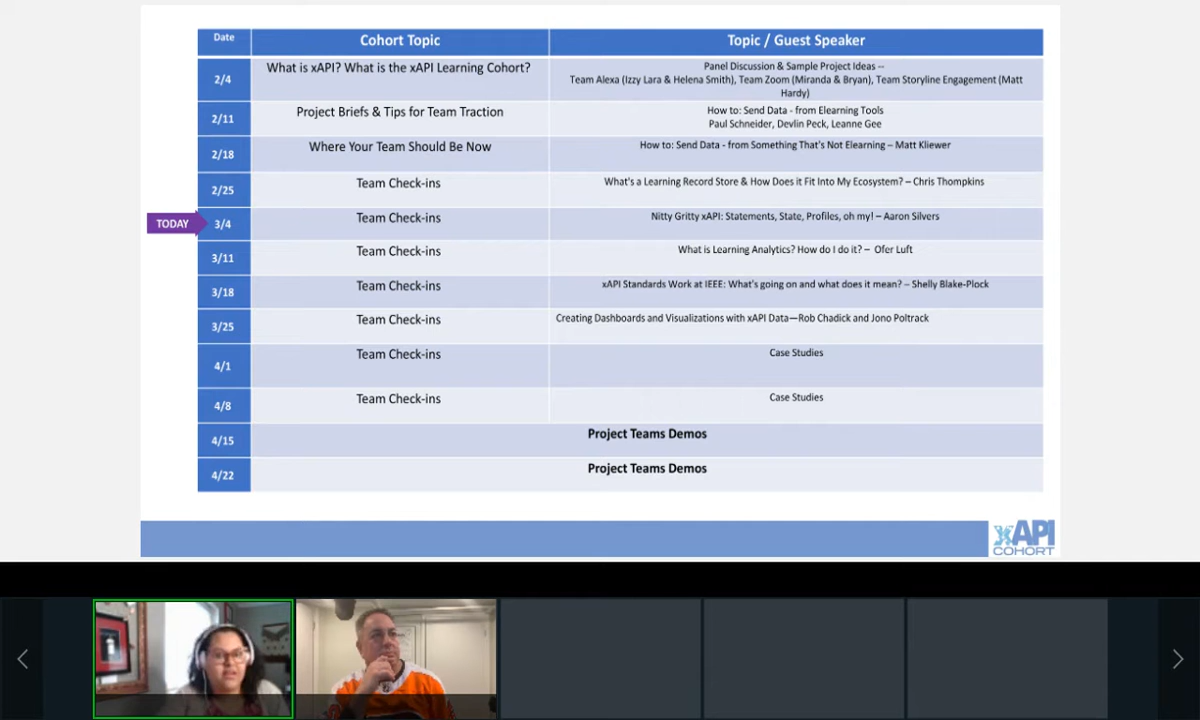 Date Cohort Topic Topic / Guest Speaker
2/4 What is xAPI? What is the xAPI Learning Cohort? Panel Discussion & Sample Project Ideas --
Team Alexa (Izzy Lara & Helena Smith), Team Zoom (Miranda & Bryan), Team Storyline Engagement (Matt
Hardy)
2/11 Project Briefs & Tips for Team Traction How to: Send Data - from Elearning Tools
Paul Schneider, Devlin Peck, Leanne Gee
2/18 Where Your Team Should Be Now How to: Send Data - from Something That's Not Elearning – Matt Kliewer
2/25 Team Check-ins What's a Learning Record Store & How Does it Fit Into My Ecosystem? – Chris Thompkins
TODAY 3/4 Team Check-ins Nitty Gritty xAPI: Statements, State, Profiles, oh my! – Aaron Silvers
3/11 Team Check-ins What is Learning Analytics? How do I do it? – Ofer Luft
3/18 Team Check-ins xAPI Standards Work at IEEE: What's going on and what does it mean? – Shelly Blake-Plock
3/25 Team Check-ins Creating Dashboards and Visualizations with xAPI Data—Rob Chadick and Jono Poltrack
4/1 Team Check-ins Case Studies
4/8 Team Check-ins Case Studies
4/15 Project Teams Demos
4/22 Project Teams Demos
xAPI
COHORT